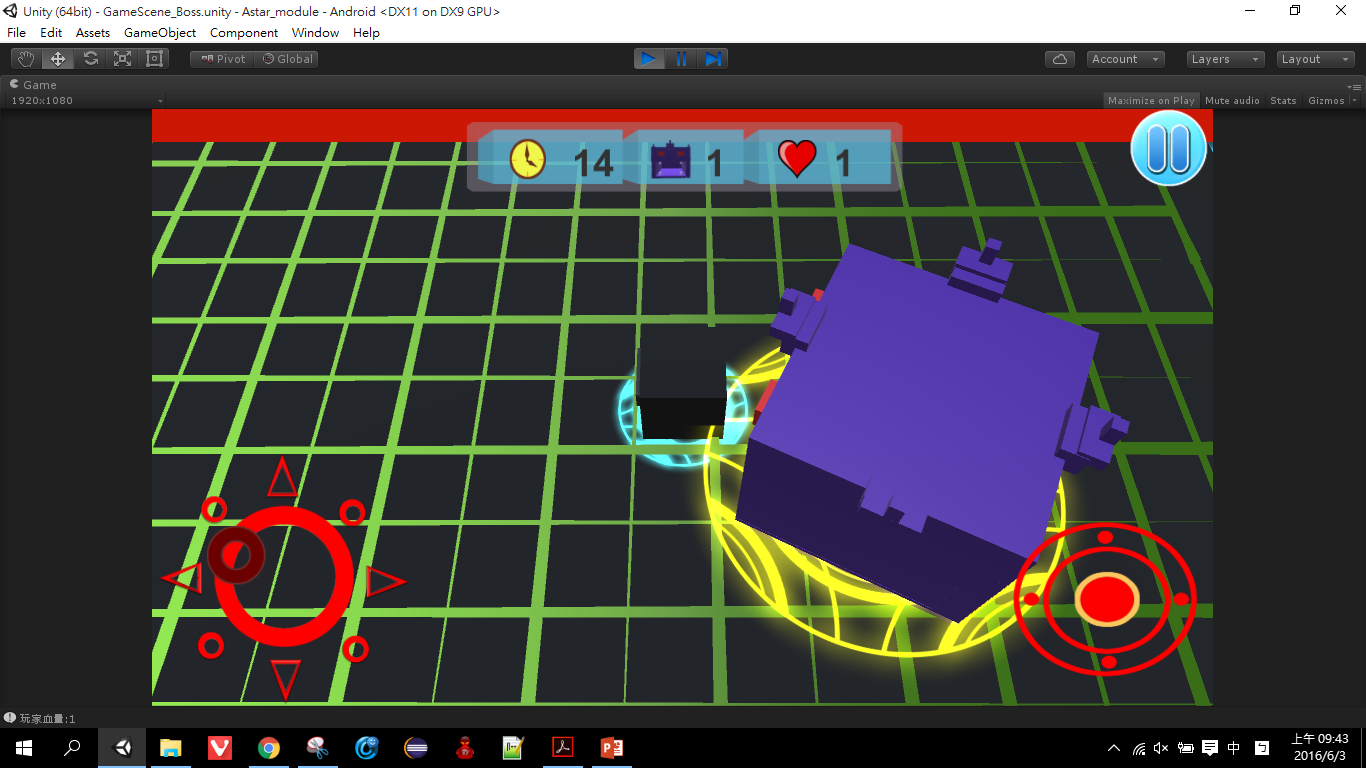 Unity (64bit) - GameScene_Boss.unity - Astar_module - Android <DX11 on DX9 GPU>
File Edit Assets GameObject Component Window Help
Pivot Global Account Layers Layout
Game
1920x1080 Maximize on Play Mute audio Stats Gizmos
14 1 1
玩家血量:1
中
上午 09:43
2016/6/3